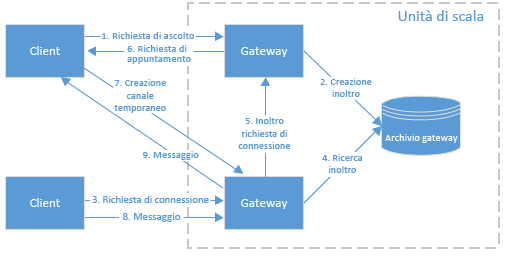 Unità di scala
Client
1. Richiesta di ascolto
6. Richiesta di
appuntamento
Gateway
7. Creazione
canale
temporaneo
2. Creazione
inoltro
5. Inoltro
richiesta di
connessione
Archivio gateway
9. Messaggio
4. Ricerca
inoltro
Client
3. Richiesta di connessione
8. Messaggio
Gateway